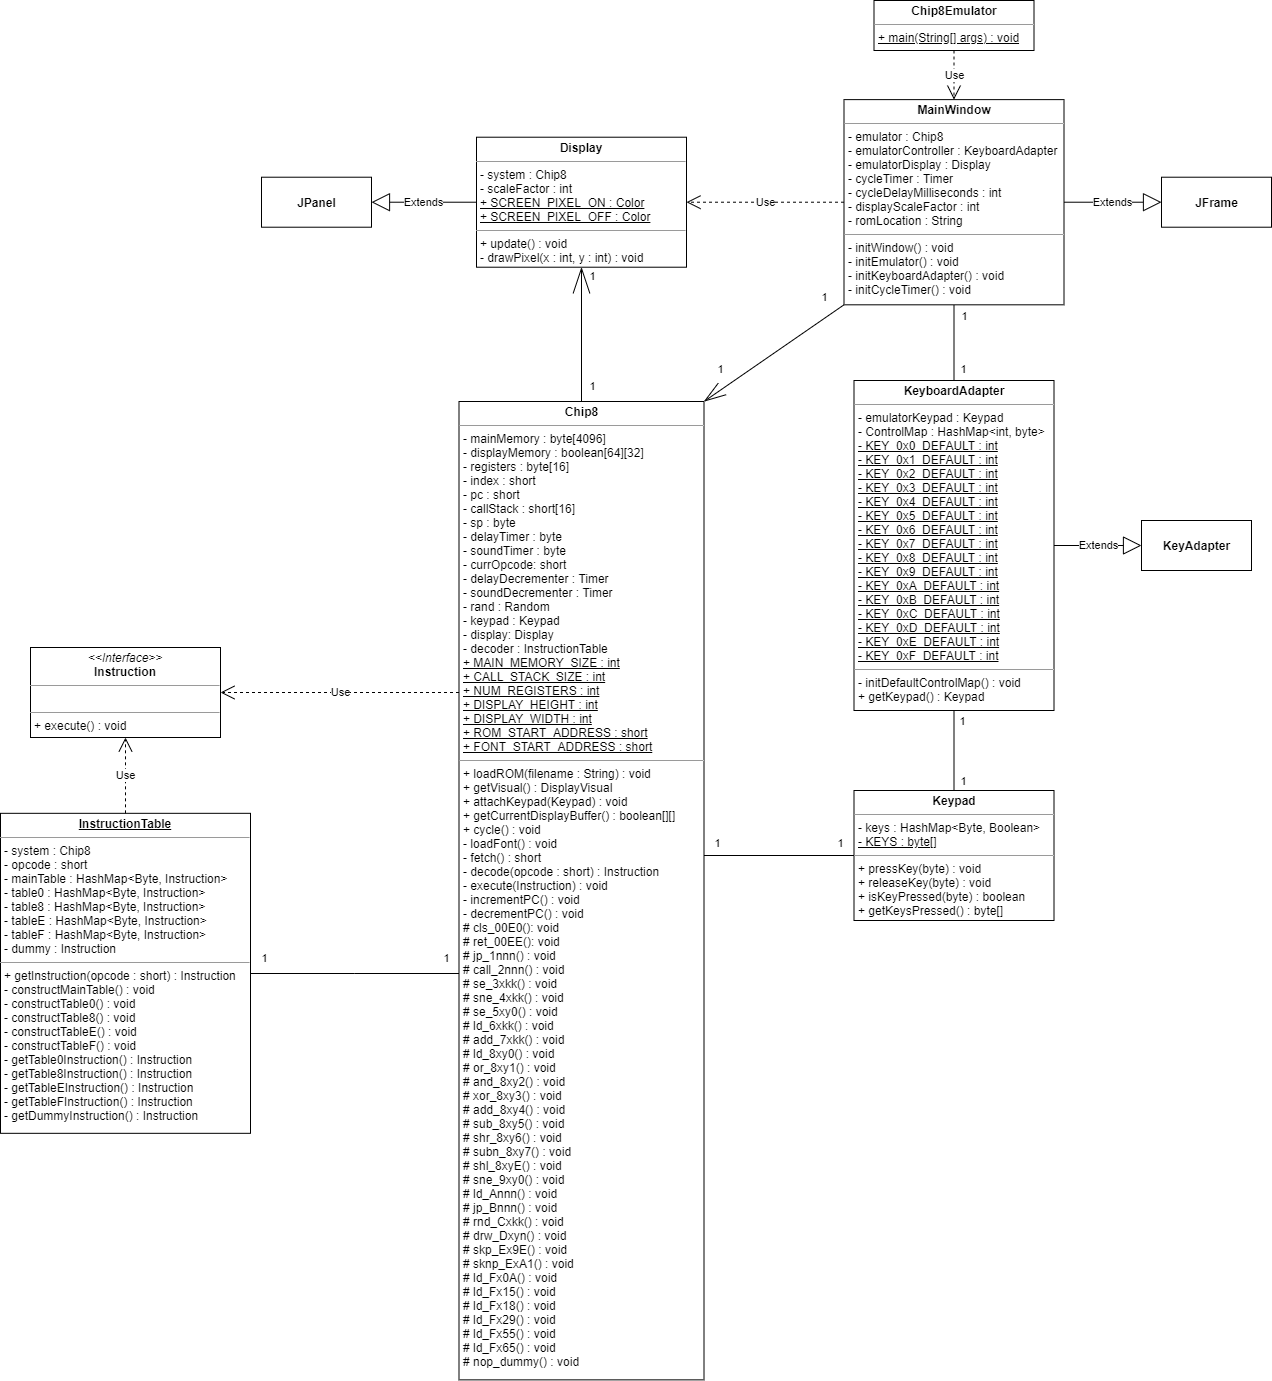 Chip8Emulator
+ main(String[] args) : void
Use
MainWindow
- emulator : Chip8
- emulatorController : KeyboardAdapter
- emulatorDisplay : Display
- cycleTimer : Timer
- cycleDelayMilliseconds : int
- displayScaleFactor : int
- romLocation : String
- initWindow() : void
- initEmulator() : void
- initKeyboardAdapter() : void
- initCycleTimer() : void
Extends
JFrame
Use
Display
- system : Chip8
- scaleFactor : int
+ SCREEN_PIXEL_ON : Color
+ SCREEN_PIXEL_OFF : Color
+ update() : void
- drawPixel(x : int, y : int) : void
Extends
JPanel
1
1
1
1
1
1
KeyboardAdapter
- emulatorKeypad : Keypad
- ControlMap : HashMap<int, byte>
- KEY_0x0_DEFAULT : int
- KEY_0x1_DEFAULT : int
- KEY_0x2_DEFAULT : int
- KEY_0x3_DEFAULT : int
- KEY_0x4_DEFAULT : int
- KEY_0x5_DEFAULT : int
- KEY_0x6_DEFAULT : int
- KEY_0x7_DEFAULT : int
- KEY_0x8_DEFAULT : int
- KEY_0x9_DEFAULT : int
- KEY_0xA_DEFAULT : int
- KEY_0xB_DEFAULT : int
- KEY_0xC_DEFAULT : int
- KEY_0xD_DEFAULT : int
- KEY_0xE_DEFAULT : int
- KEY_0xF_DEFAULT : int
- initDefaultControlMap() : void
+ getKeypad() : Keypad
Extends
KeyAdapter
1
1
Keypad
- keys : HashMap<Byte, Boolean>
- KEYS : byte[]
+ pressKey(byte) : void
+ releaseKey(byte) : void
+ isKeyPressed(byte) : boolean
+ getKeysPressed() : byte[]
1
1
Chip8
- mainMemory : byte[4096]
- displayMemory : boolean[64][32]
- registers : byte[16]
- index : short
- pc : short
- callStack : short[16]
- sp : byte
- delayTimer : byte
- soundTimer : byte
- currOpcode: short
- delayDecrementer : Timer
- soundDecrementer : Timer
- rand : Random
- keypad : Keypad
- display: Display
- decoder : InstructionTable
+ MAIN_MEMORY_SIZE : int
+ CALL_STACK_SIZE : int
+ NUM_REGISTERS : int
+ DISPLAY_HEIGHT : int
+ DISPLAY_WIDTH : int
+ ROM_START_ADDRESS : short
+ FONT_START_ADDRESS : short
+ loadROM(filename : String) : void
+ getVisual() : DisplayVisual
+ attachKeypad(Keypad) : void
+ getCurrentDisplayBuffer() : boolean[][]
+ cycle() : void
- loadFont() : void
- fetch() : short
- decode(opcode : short) : Instruction
- execute(Instruction) : void
- incrementPC() : void
- decrementPC() : void
# cls_00E0(): void
# ret_00EE(): void
# jp_1nnn() : void
# call_2nnn() : void
# se_3xkk() : void
# sne_4xkk() : void
# se_5xy0() : void
# ld_6xkk() : void
# add_7xkk() : void
# ld_8xy0() : void
# or_8xy1() : void
# and_8xy2() : void
# xor_8xy3() : void
# add_8xy4() : void
# sub_8xy5() : void
# shr_8xy6() : void
# subn_8xy7() : void
# shl_8xyE() : void
# sne_9xy0() : void
# ld_Annn() : void
# jp_Bnnn() : void
# rnd_Cxkk() : void
# drw_Dxyn() : void
# skp_Ex9E() : void
# sknp_ExA1() : void
# ld_Fx0A() : void
# ld_Fx15() : void
# ld_Fx18() : void
# ld_Fx29() : void
# ld_Fx55() : void
# ld_Fx65() : void
# nop_dummy() : void
Use
<<Interface>>
Instruction
+ execute() : void
Use
InstructionTable
- system : Chip8
- opcode : short
- mainTable : HashMap<Byte, Instruction>
- table0 : HashMap<Byte, Instruction>
- table8 : HashMap<Byte, Instruction>
- tableE : HashMap<Byte, Instruction>
- tableF : HashMap<Byte, Instruction>
- dummy : Instruction
+ getInstruction(opcode : short) : Instruction
- constructMainTable() : void
- constructTable0() : void
- constructTable8() : void
- constructTableE() : void
- constructTableF() : void
- getTable0Instruction() : Instruction
- getTable8Instruction() : Instruction
- getTableEInstruction() : Instruction
- getTableFInstruction() : Instruction
- getDummyInstruction() : Instruction
1
1